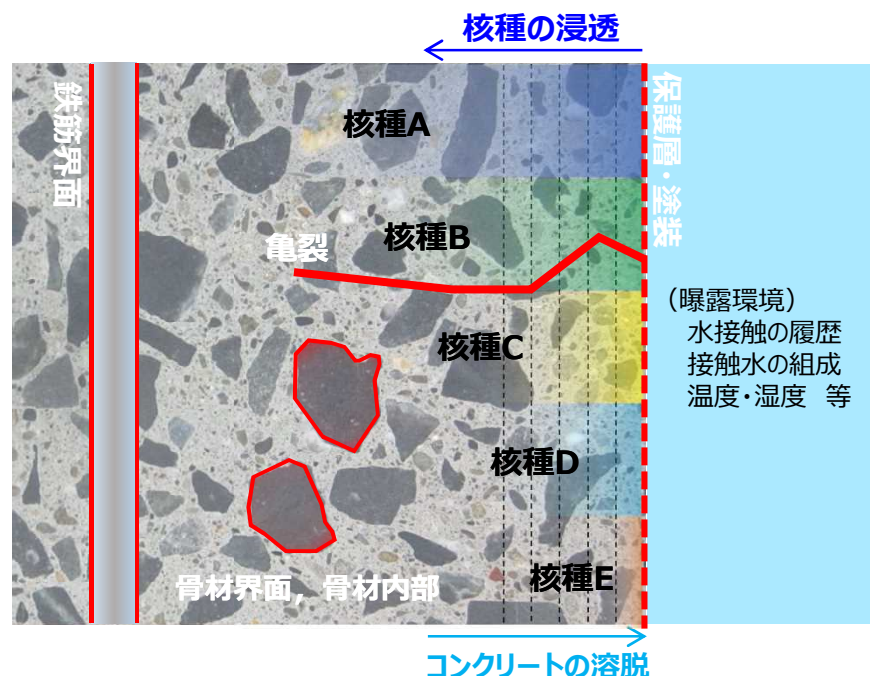 核種の浸透
鉄筋界面
保護層・塗装
核種A
核種B
亀裂
核種C
核種D
核種E
骨材界面，骨材内部
（曝露環境）
水接触の履歴
接触水の組成
温度・湿度　等
コンクリートの溶脱